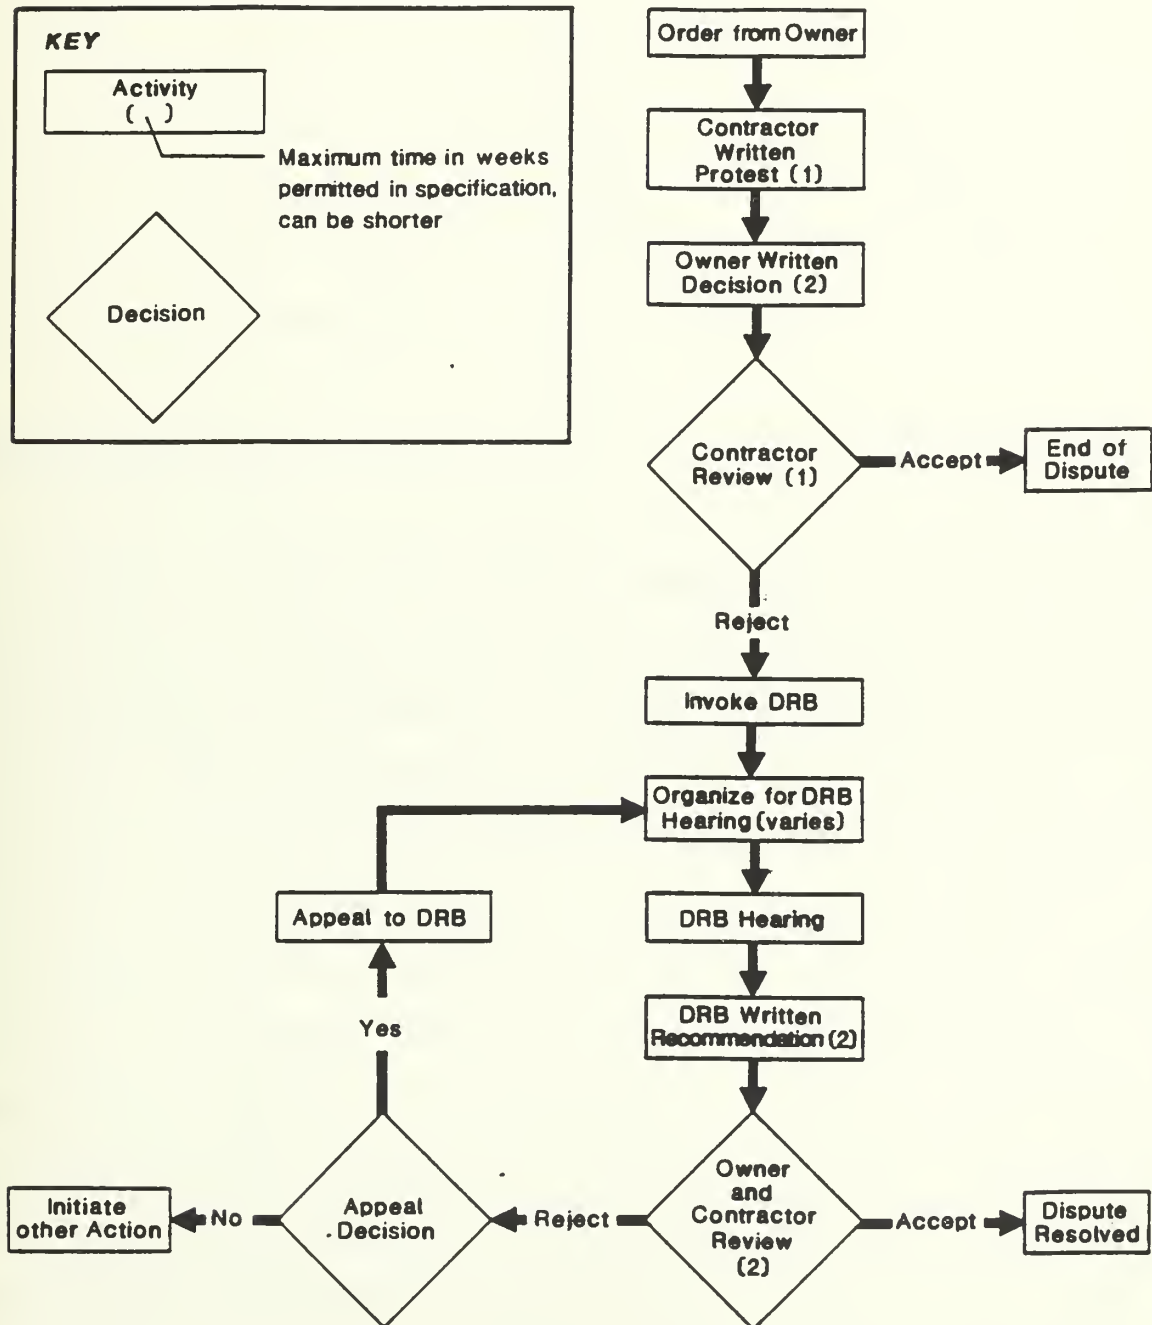 KEY
Activity
( )
Maximum time in weeks
permitted in specification,
can be shorter
Decision
Order from Owner
Contractor
Written
Protest (1)
Owner Written
Decision (2)
Contractor
Review (1)
Accept
End of
Dispute
Reject
Invoke DRB
Organize for DRB
Hearing (varies)
Appeal to DRB
DRB Hearing
Yes
DRB Written
Recommendation (2)
Initiate
other Action
No
Appeal
Decision
Reject
Owner
and
Contractor
Review
(2)
Accept
Dispute
Resolved